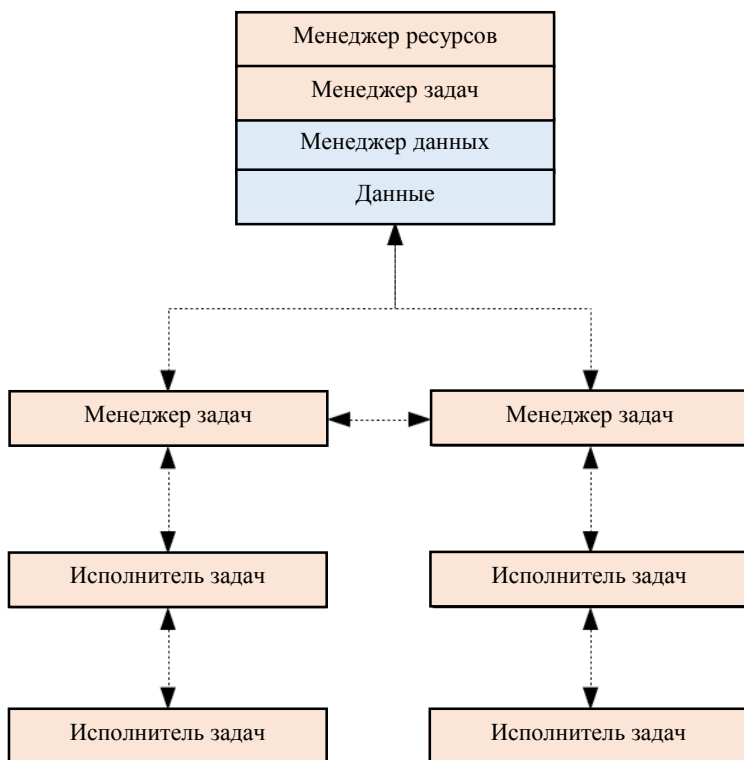 Менеджер ресурсов
Менеджер задач
Менеджер данных
Данные
Менеджер задач
Менеджер задач
Исполнитель задач
Исполнитель задач
Исполнитель задач
Исполнитель задач